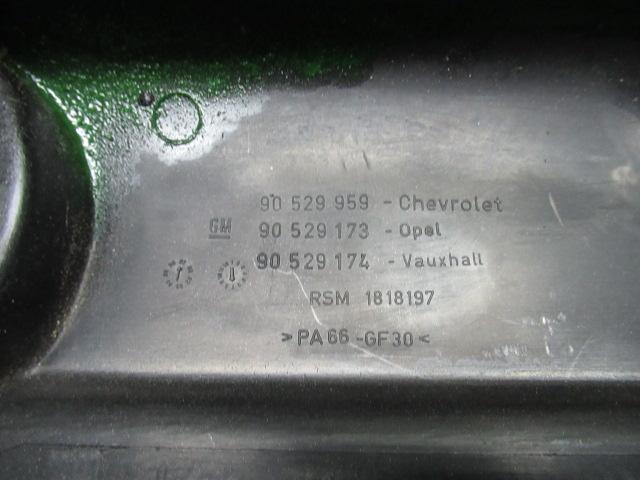 90 529 959 - Chevrolet
GM 90 529 173 - Opel
90 529 174 - Vauxhall
RSM 1818197
>PA66-GF30<